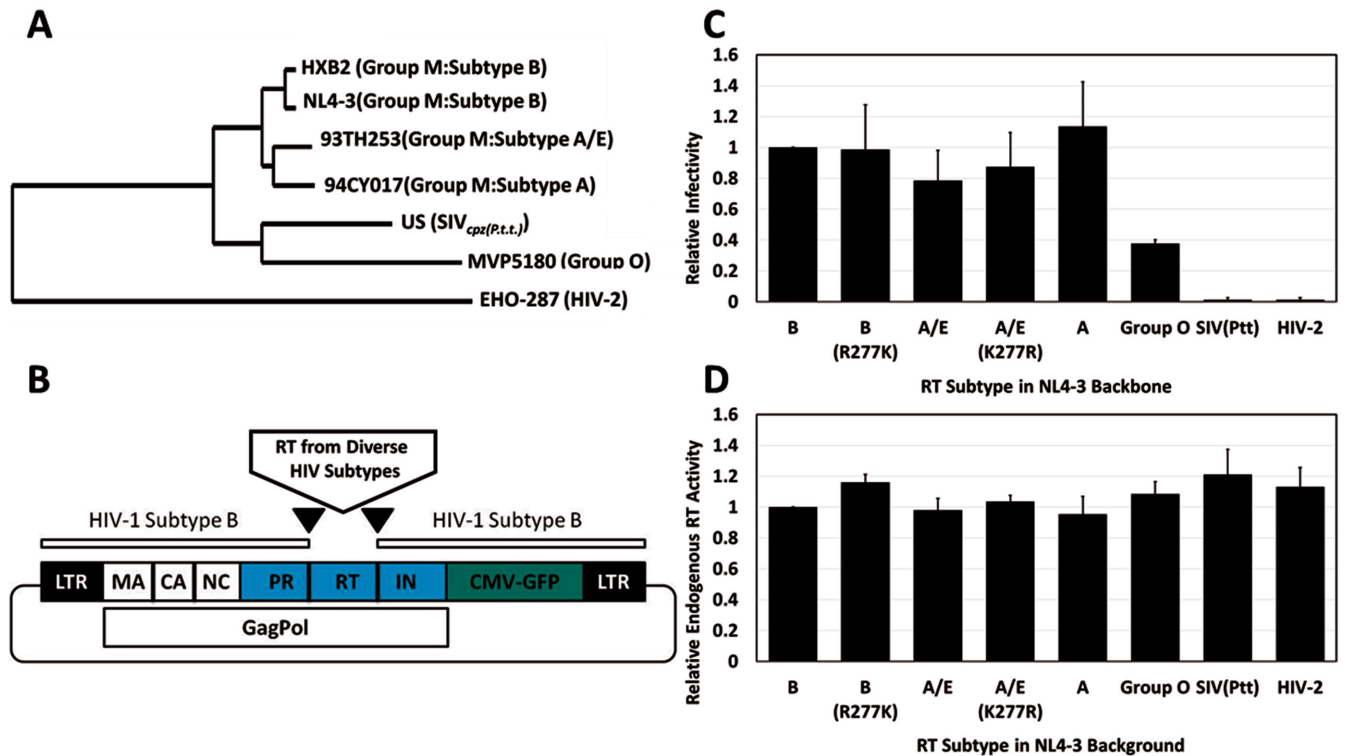 A
HXB2 (Group M:Subtype B)
NL4-3(Group M:Subtype B)
93TH253(Group M:Subtype A/E)
94CY017(Group M:Subtype A)
US (SIVcpz(P.t.t.))
MVP5180 (Group O)
EHO-287 (HIV-2)
B
RT from Diverse
HIV Subtypes
HIV-1 Subtype B
HIV-1 Subtype B
LTR MA CA NC PR RT IN CMV-GFP LTR
GagPol
C
Relative Infectivity
1.6
1.4
1.2
1
0.8
0.6
0.4
0.2
0
B B A/E A/E A Group O SIV(Ptt) HIV-2
(R277K) (K277R)
RT Subtype in NL4-3 Backbone
D
Relative Endogenous RT Activity
1.6
1.4
1.2
1
0.8
0.6
0.4
0.2
0
B B A/E A/E A Group O SIV(Ptt) HIV-2
(R277K) (K277R)
RT Subtype in NL4-3 Background